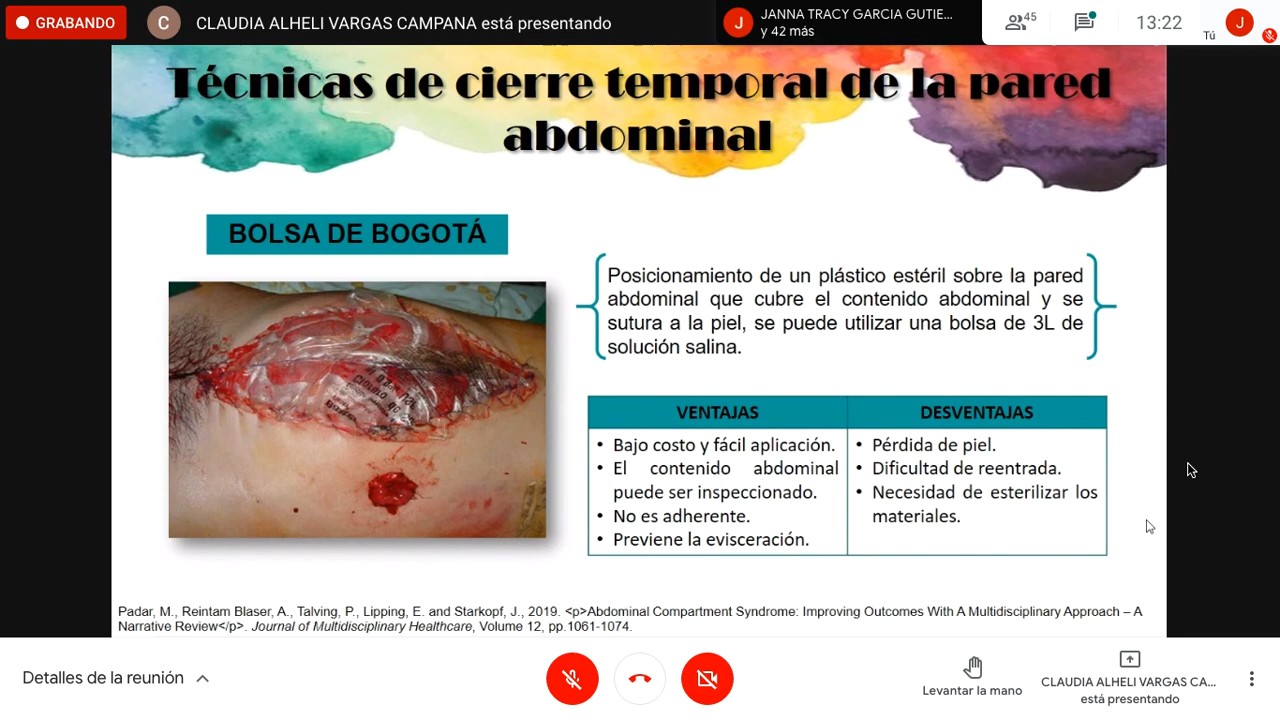 GRABANDO
C
CLAUDIA ALHELI VARGAS CAMPANA está presentando
J
JANNA TRACY GARCIA GUTIE...
y 42 más
45
13:22
Tú
J
Técnicas de cierre temporal de la pared
abdominal
BOLSA DE BOGOTÁ
Posicionamiento de un plástico estéril sobre la pared
abdominal que cubre el contenido abdominal y se
sutura a la piel, se puede utilizar una bolsa de 3L de
solución salina.
VENTAJAS
• Bajo costo y fácil aplicación.
• El contenido abdominal
puede ser inspeccionado.
• No es adherente.
• Previene la evisceración.
DESVENTAJAS
• Pérdida de piel.
• Dificultad de reentrada.
• Necesidad de esterilizar los
materiales.
Padar, M., Reintam Blaser, A., Talving, P., Lipping, E. and Starkopf, J., 2019. <p>Abdominal Compartment Syndrome: Improving Outcomes With A Multidisciplinary Approach – A
Narrative Review</p>. Journal of Multidisciplinary Healthcare, Volume 12, pp.1061-1074.
Detalles de la reunión
Levantar la mano
CLAUDIA ALHELI VARGAS CA...
está presentando